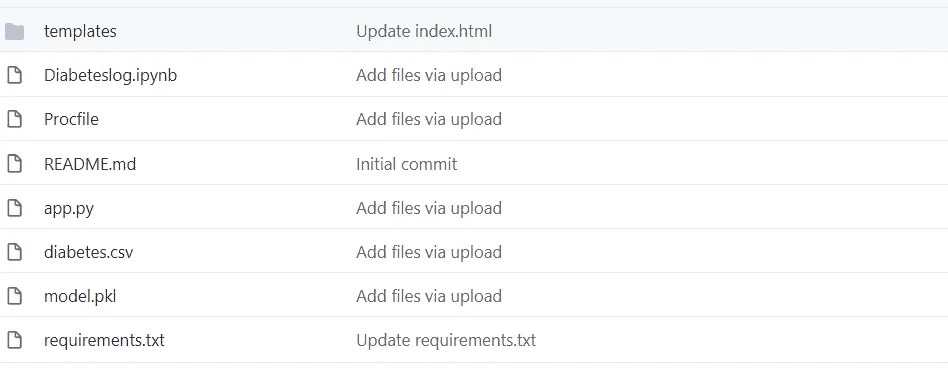 templates Update index.html
Diabeteslog.ipynb Add files via upload
Procfile Add files via upload
README.md Initial commit
app.py Add files via upload
diabetes.csv Add files via upload
model.pkl Add files via upload
requirements.txt Update requirements.txt